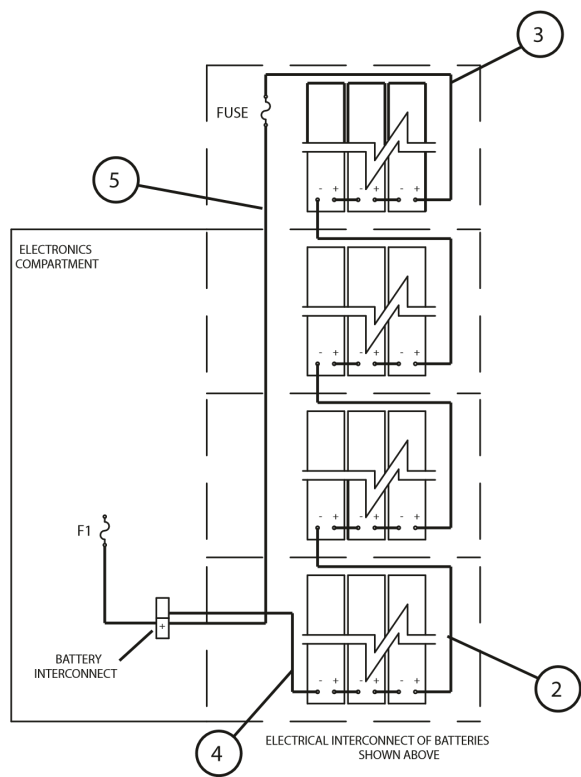 3
FUSE
5
- + - + - +
ELECTRONICS
COMPARTMENT
- + - + - +
- + - + - +
F1
+
- + - + - +
BATTERY
INTERCONNECT
2
4
ELECTRICAL INTERCONNECT OF BATTERIES
SHOWN ABOVE